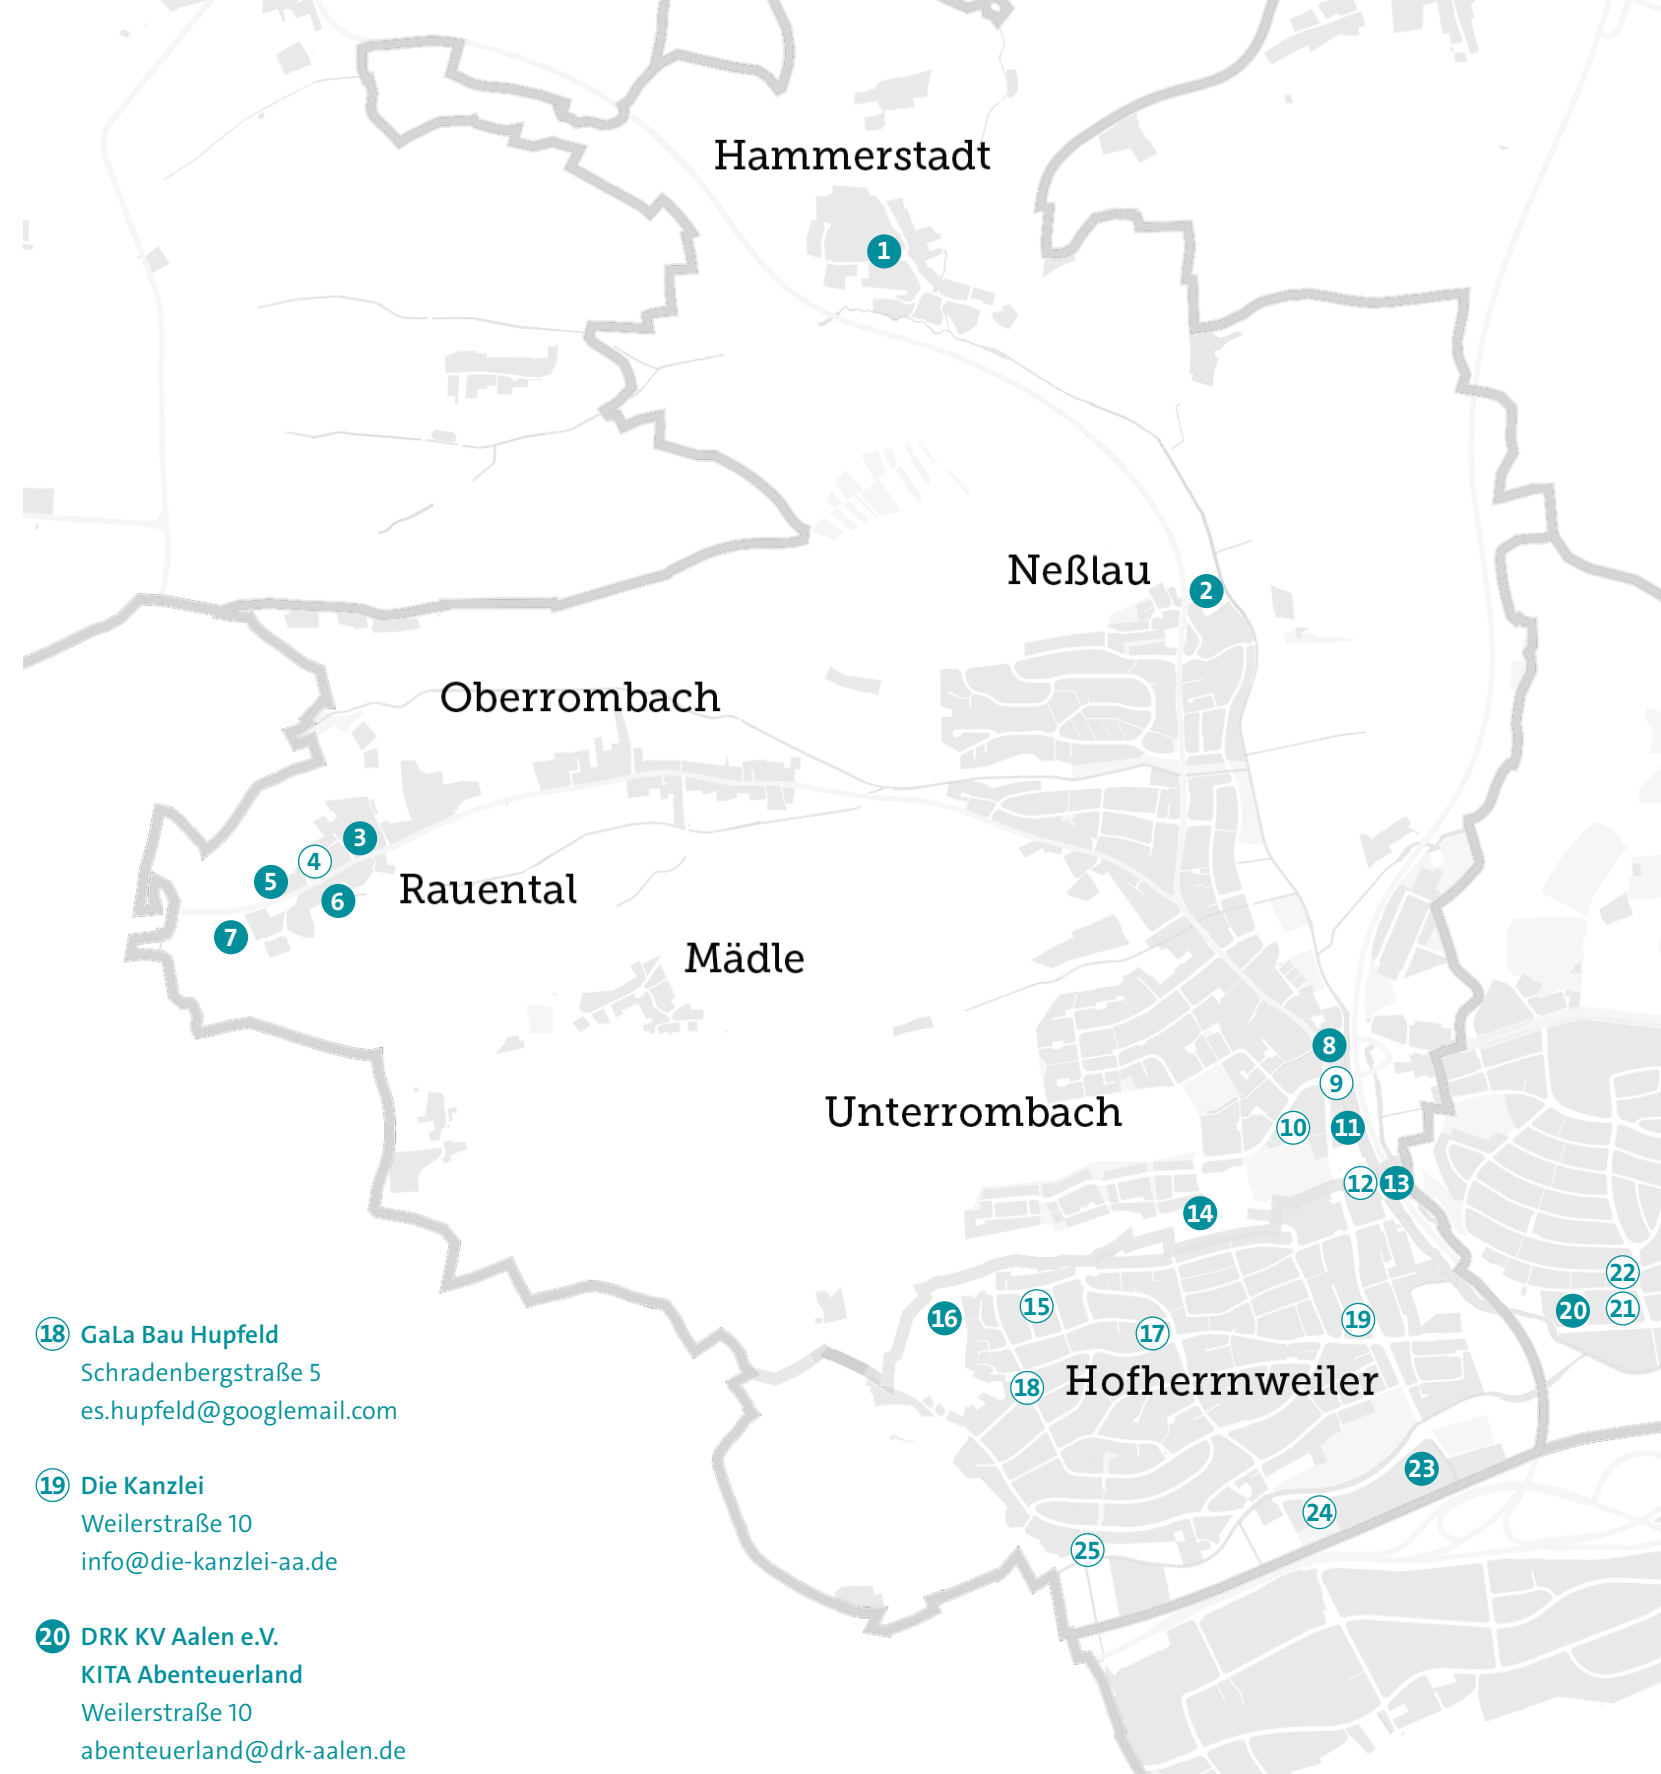 Hammerstadt
1
Neßlau
2
Oberrombach
3
4
5
6
Rauental
7
Mädle
8
9
Unterrombach
10
11
12
13
14
22
20
21
15
16
19
17
18
Hofherrnweiler
23
24
25
18 GaLa Bau Hupfeld
Schradenbergstraße 5
es.hupfeld@googlemail.com
19 Die Kanzlei
Weilerstraße 10
info@die-kanzlei-aa.de
20 DRK KV Aalen e.V.
KITA Abenteuerland
Weilerstraße 10
abenteuerland@drk-aalen.de